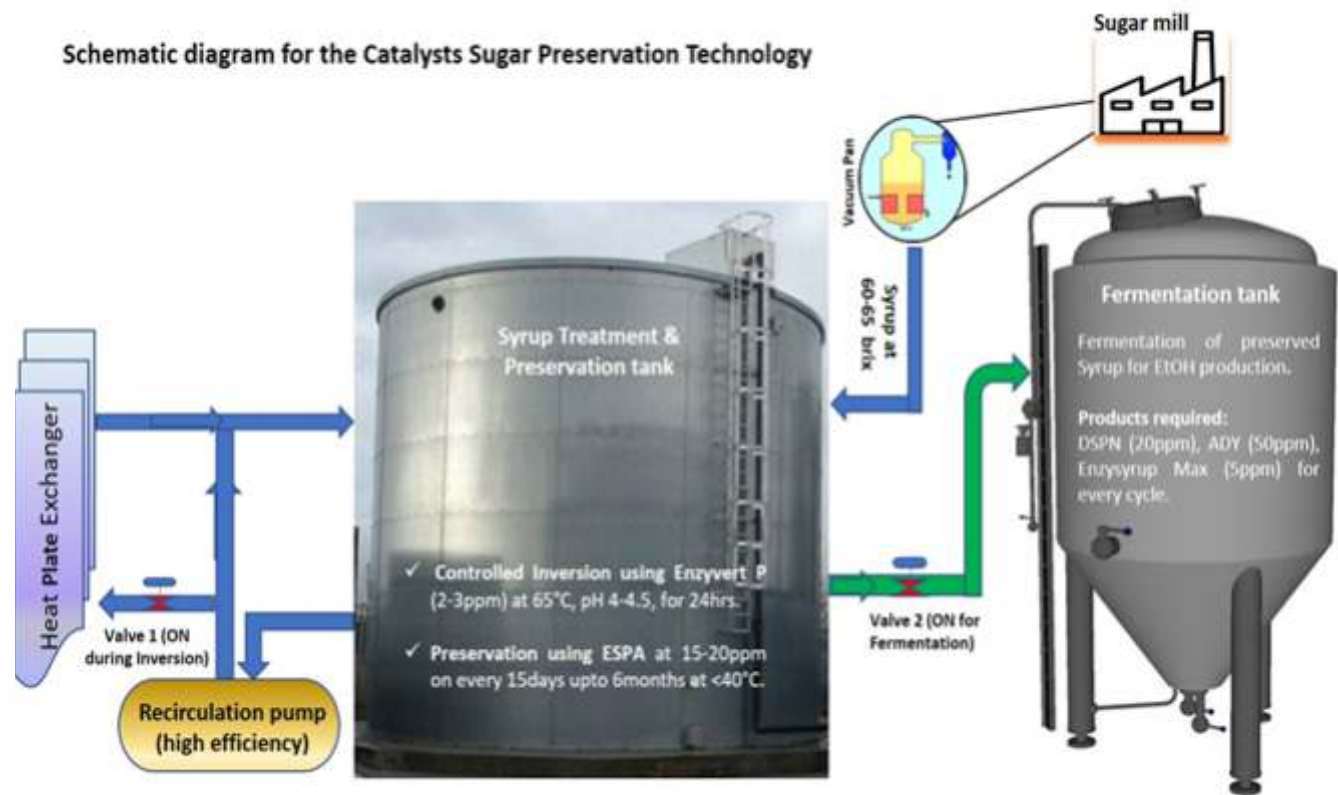 Schematic diagram for the Catalysts Sugar Preservation Technology
Sugar mill
Vacuum Pan
Syrup at
60-65 brix
Heat Plate Exchanger
Syrup Treatment &
Preservation tank
✓ Controlled Inversion using Enzyvert P
(2-3ppm) at 65°C, pH 4-4.5, for 24hrs.
✓ Preservation using ESPA at 15-20ppm
on every 15days upto 6months at <40°C.
Valve 1 (ON
during Inversion)
Recirculation pump
(high efficiency)
Valve 2 (ON for
Fermentation)
Fermentation tank
Fermentation of preserved
Syrup for EtOH production.
Products required:
DSPN (20ppm), ADY (50ppm),
Enzysyrup Max (5ppm) for
every cycle.